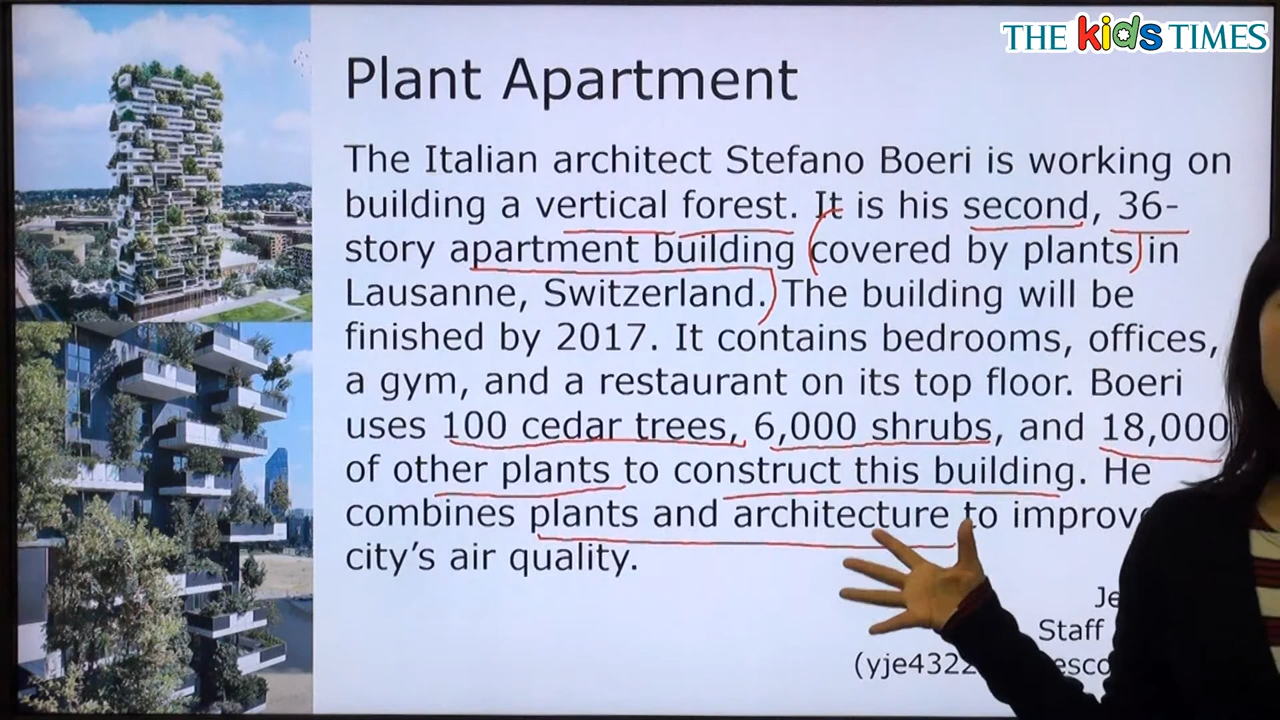 THE kids TIMES
Plant Apartment
The Italian architect Stefano Boeri is working on
building a vertical forest. It is his second, 36-
story apartment building covered by plants in
Lausanne, Switzerland. The building will be
finished by 2017. It contains bedrooms, offices,
a gym, and a restaurant on its top floor. Boeri
uses 100 cedar trees, 6,000 shrubs, and 18,000
of other plants to construct this building. He
combines plants and architecture to improve
city's air quality.
Staff